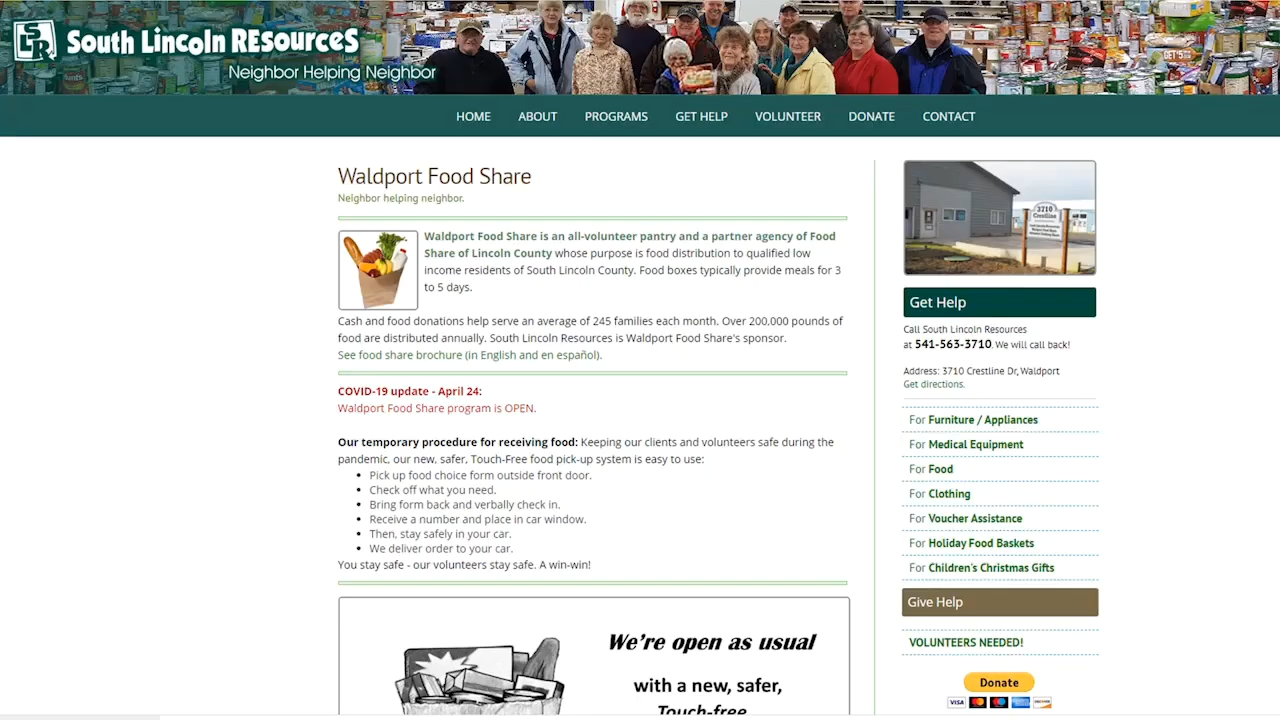 SLR
South Lincoln REsourceS
Neighbor Helping Neighbor
HOME ABOUT PROGRAMS GET HELP VOLUNTEER DONATE CONTACT
Waldport Food Share
Neighbor helping neighbor.
Waldport Food Share is an all-volunteer pantry and a partner agency of Food
Share of Lincoln County whose purpose is food distribution to qualified low
income residents of South Lincoln County. Food boxes typically provide meals for 3
to 5 days.
Cash and food donations help serve an average of 245 families each month. Over 200,000 pounds of
food are distributed annually. South Lincoln Resources is Waldport Food Share's sponsor.
See food share brochure (in English and en español).
COVID-19 update - April 24:
Waldport Food Share program is OPEN.
Our temporary procedure for receiving food: Keeping our clients and volunteers safe during the
pandemic, our new, safer, Touch-Free food pick-up system is easy to use:
• Pick up food choice form outside front door.
• Check off what you need.
• Bring form back and verbally check in.
• Receive a number and place in car window.
• Then, stay safely in your car.
• We deliver order to your car.
You stay safe - our volunteers stay safe. A win-win!
We're open as usual
with a new, safer,
Touch-free
3710
Crestline
Get Help
Call South Lincoln Resources
at 541-563-3710. We will call back!
Address: 3710 Crestline Dr, Waldport
Get directions.
For Furniture / Appliances
For Medical Equipment
For Food
For Clothing
For Voucher Assistance
For Holiday Food Baskets
For Children's Christmas Gifts
Give Help
VOLUNTEERS NEEDED!
Donate
VISA